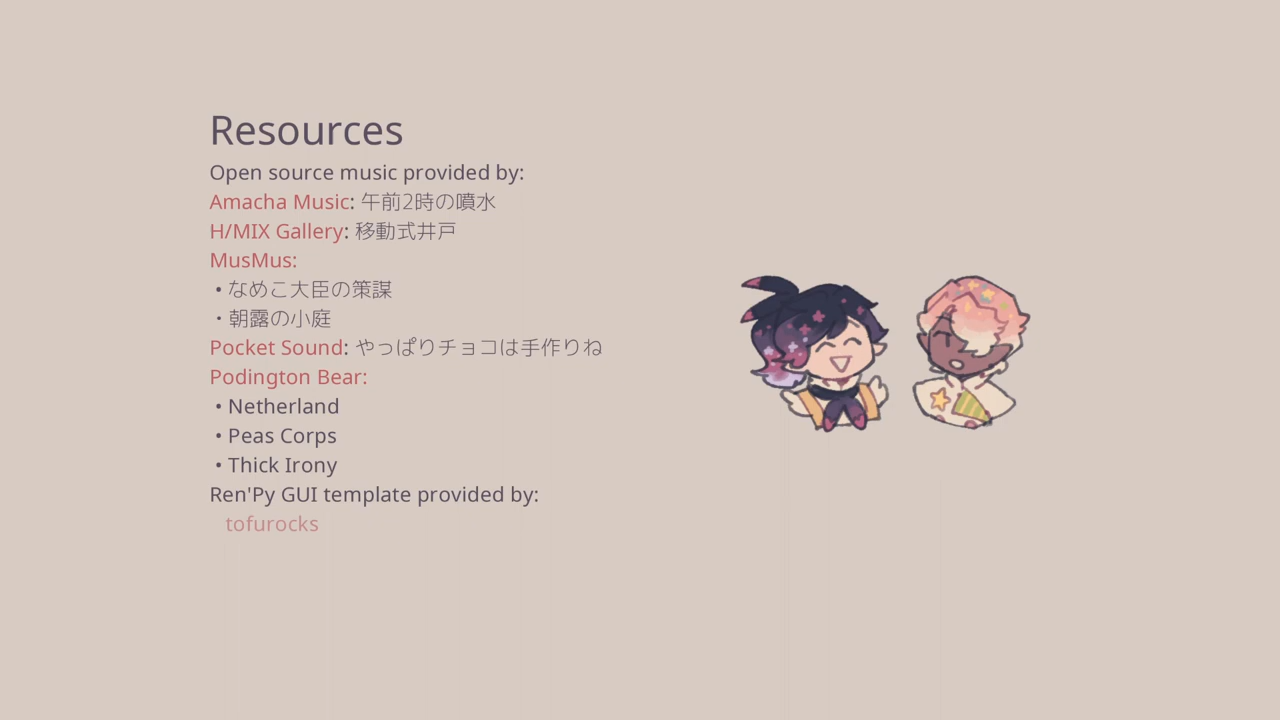 Resources
Open source music provided by:
Amacha Music: 午前2時の噴水
H/MIX Gallery: 移動式井戸
MusMus:
• なめこ大臣の策謀
• 朝露の小庭
Pocket Sound: やっぱりチョコは手作りね
Podington Bear:
• Netherland
• Peas Corps
• Thick Irony
Ren'Py GUI template provided by:
tofurocks